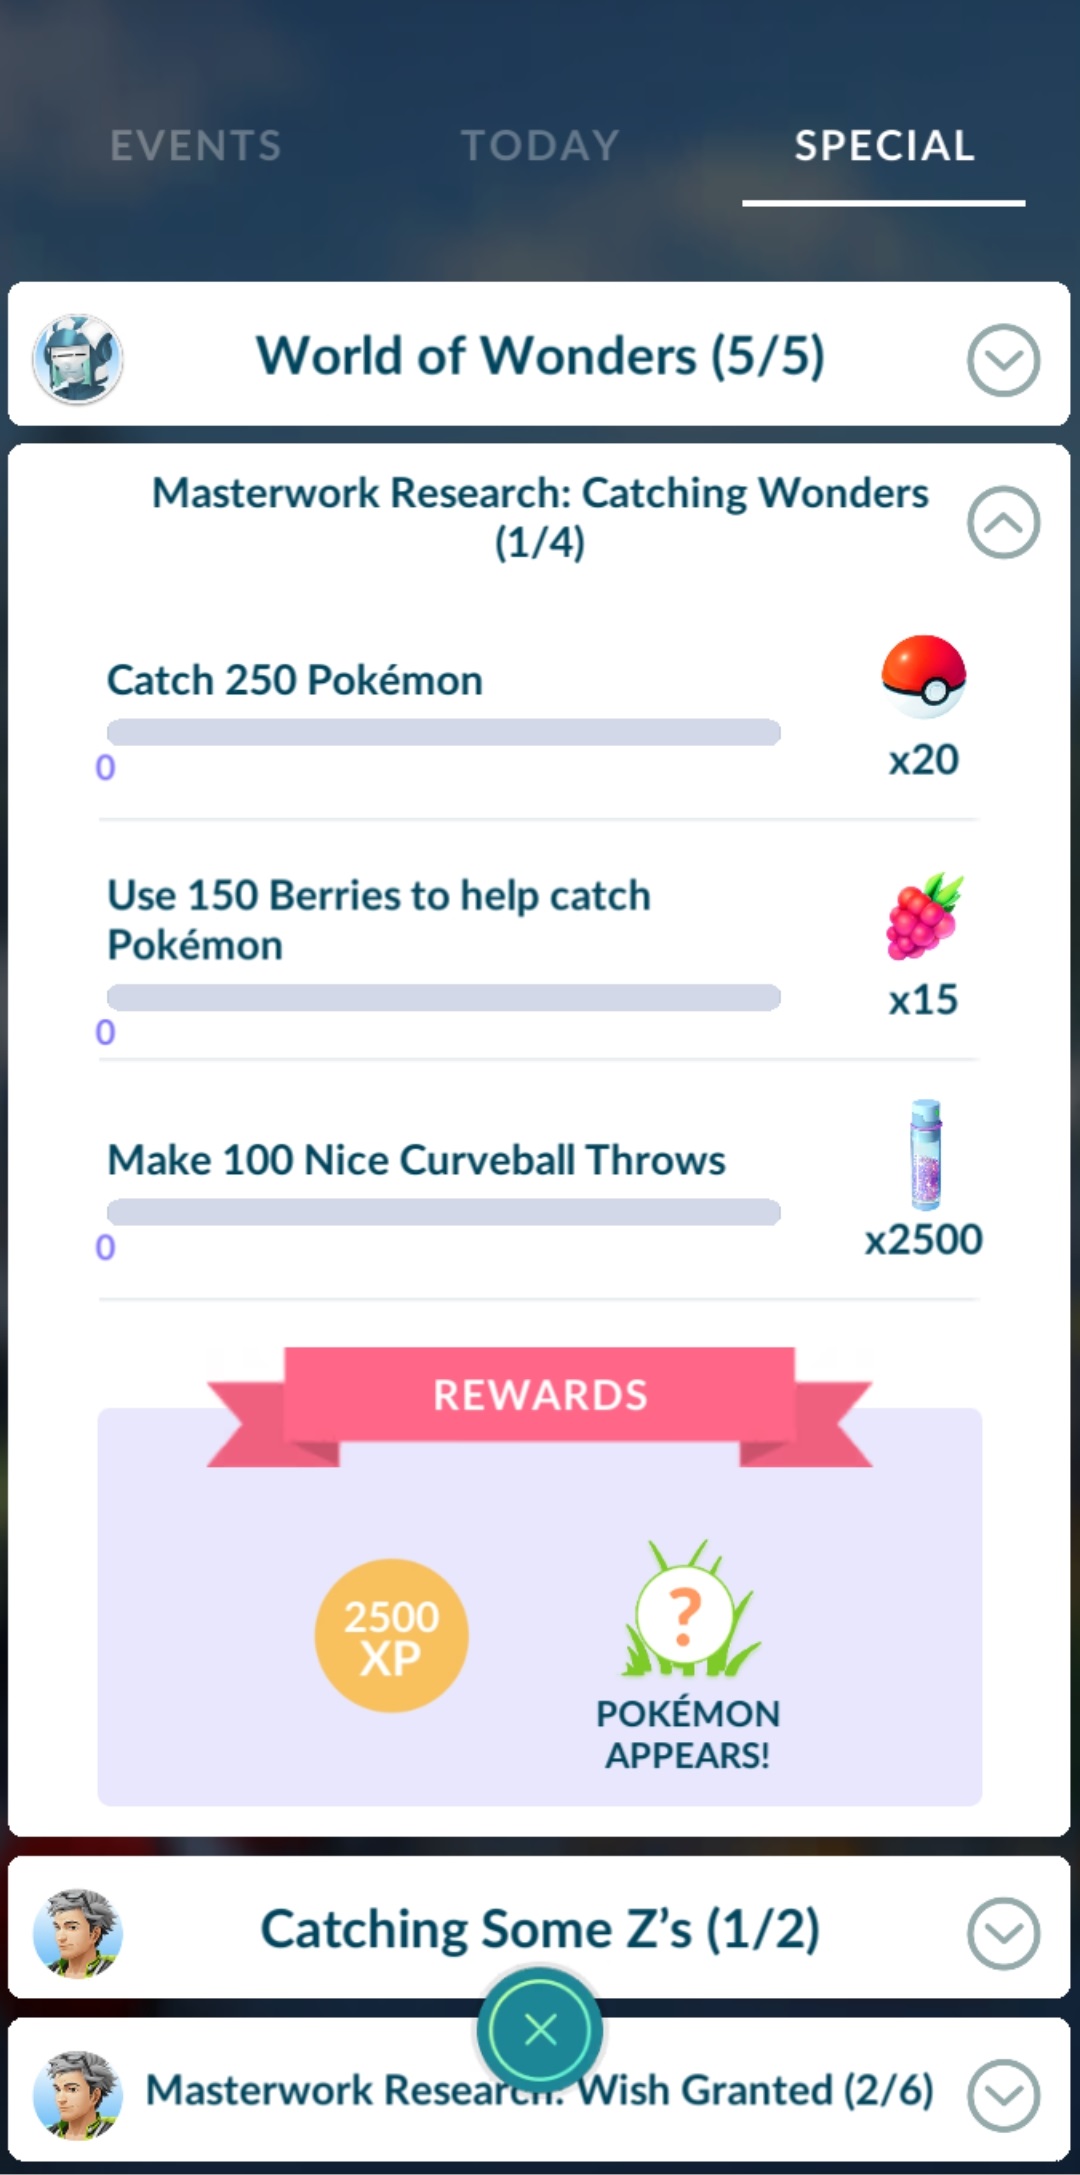 EVENTS
TODAY
SPECIAL
World of Wonders (5/5)
Masterwork Research: Catching Wonders
(1/4)
Catch 250 Pokémon
0
x20
Use 150 Berries to help catch
Pokémon
0
x15
Make 100 Nice Curveball Throws
0
x2500
REWARDS
2500
XP
?
POKÉMON
APPEARS!
Catching Some Z’s (1/2)
Masterwork Research: Wish Granted (2/6)